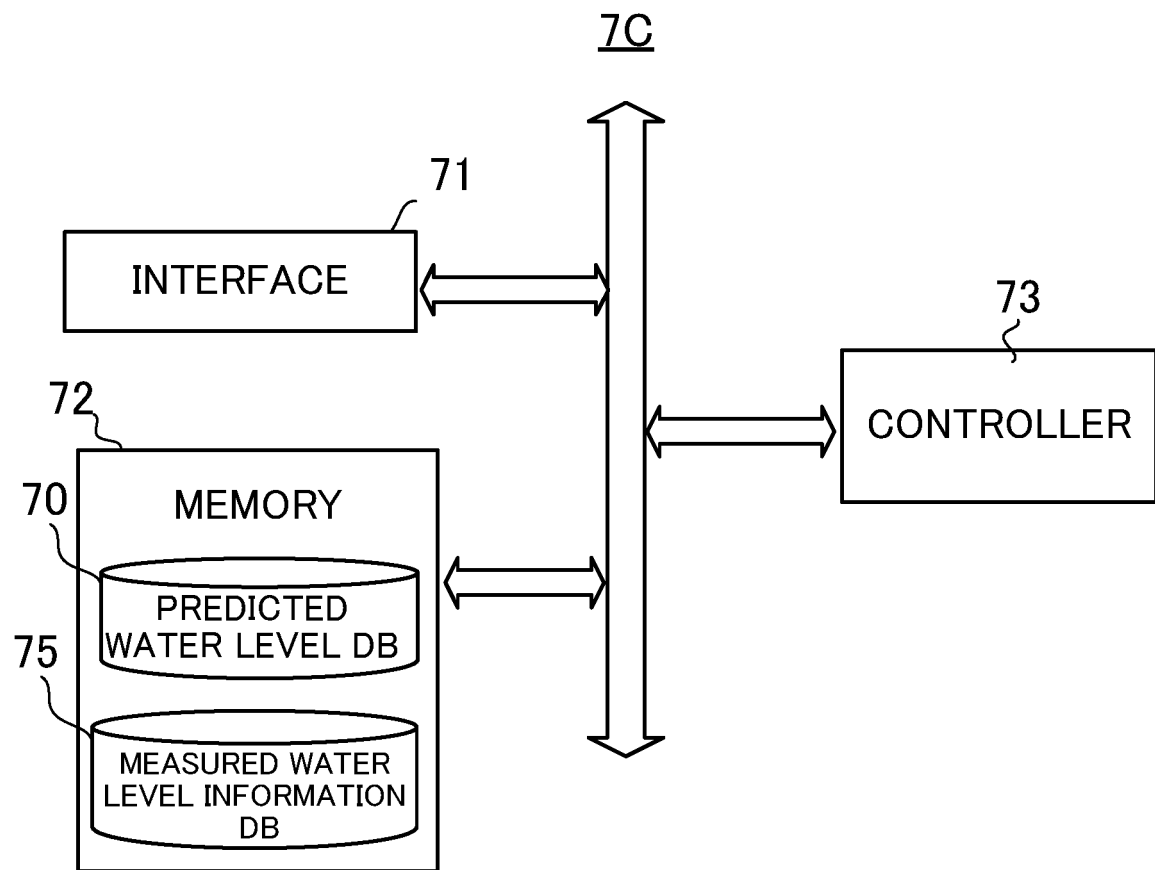 7C
71
INTERFACE
73
CONTROLLER
72
MEMORY
70
PREDICTED
WATER LEVEL DB
75
MEASURED WATER
LEVEL INFORMATION
DB